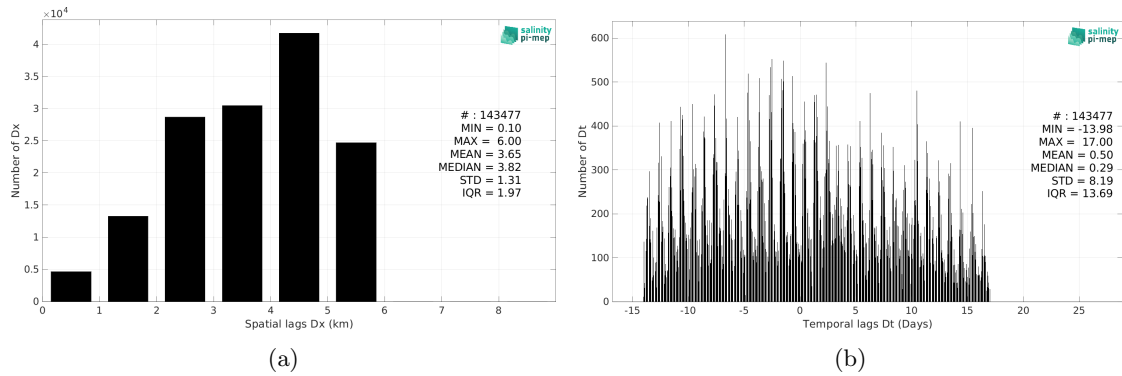 ×10⁴
4
3.5
3
2.5
2
1.5
1
0.5
0
Number of Dx
salinity
pi-mep
# : 143477
MIN = 0.10
MAX = 6.00
MEAN = 3.65
MEDIAN = 3.82
STD = 1.31
IQR = 1.97
0 1 2 3 4 5 6 7 8
Spatial lags Dx (km)
(a)
600
500
400
300
200
100
0
Number of Dt
salinity
pi-mep
# : 143477
MIN = -13.98
MAX = 17.00
MEAN = 0.50
MEDIAN = 0.29
STD = 8.19
IQR = 13.69
-15 -10 -5 0 5 10 15 20 25
Temporal lags Dt (Days)
(b)